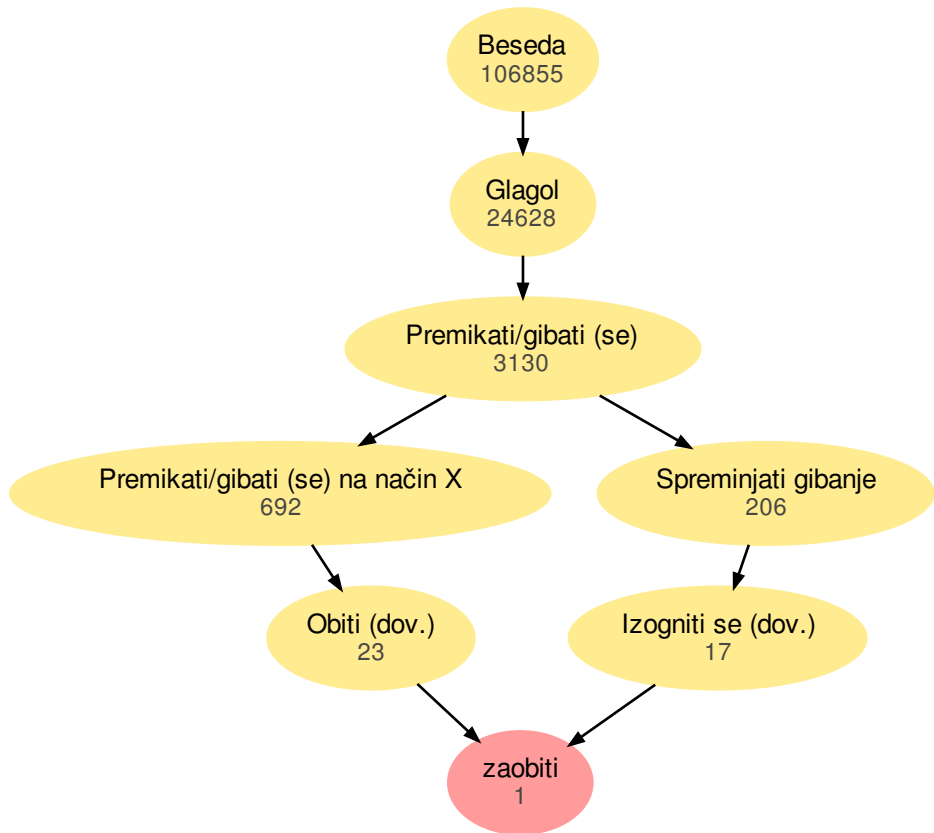 Beseda
106855
Glagol
24628
Premikati/gibati (se)
3130
Premikati/gibati (se) na način X
692
Spreminjati gibanje
206
Obiti (dov.)
23
Izogniti se (dov.)
17
zaobiti
1